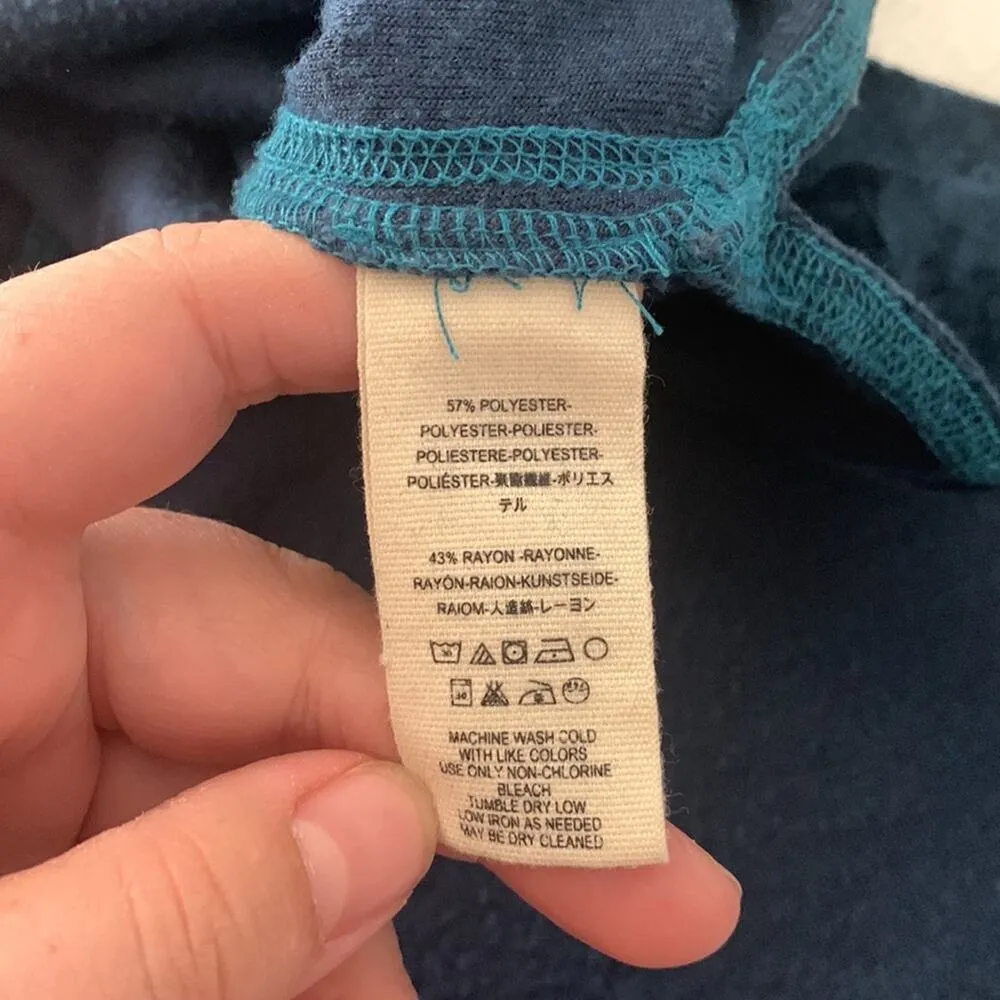 57% POLYESTER-
POLYESTER-POLIESTER-
POLIESTERE-POLYESTER-
POLIÉSTER-聚酯纖維-ポリエス
テル
43% RAYON -RAYONNE-
RAYÓN-RAION-KUNSTSEIDE-
RAIOM-人造絲-レーヨン
MACHINE WASH COLD
WITH LIKE COLORS
USE ONLY NON-CHLORINE
BLEACH
TUMBLE DRY LOW
LOW IRON AS NEEDED
MAY BE DRY CLEANED